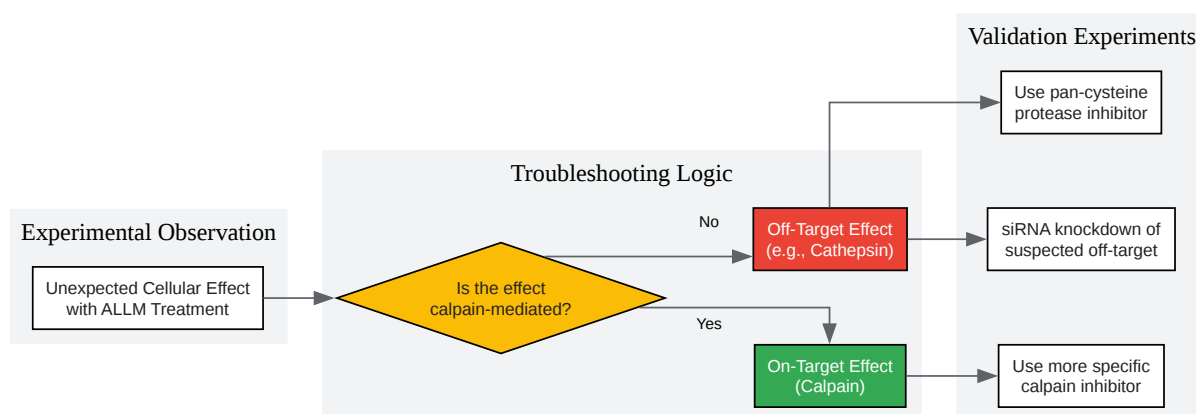 Validation Experiments
Use pan-cysteine
protease inhibitor
Troubleshooting Logic
Experimental Observation
No
Off-Target Effect
(e.g., Cathepsin)
siRNA knockdown of
suspected off-target
Unexpected Cellular Effect
with ALLM Treatment
Is the effect
calpain-mediated?
Yes
On-Target Effect
(Calpain)
Use more specific
calpain inhibitor